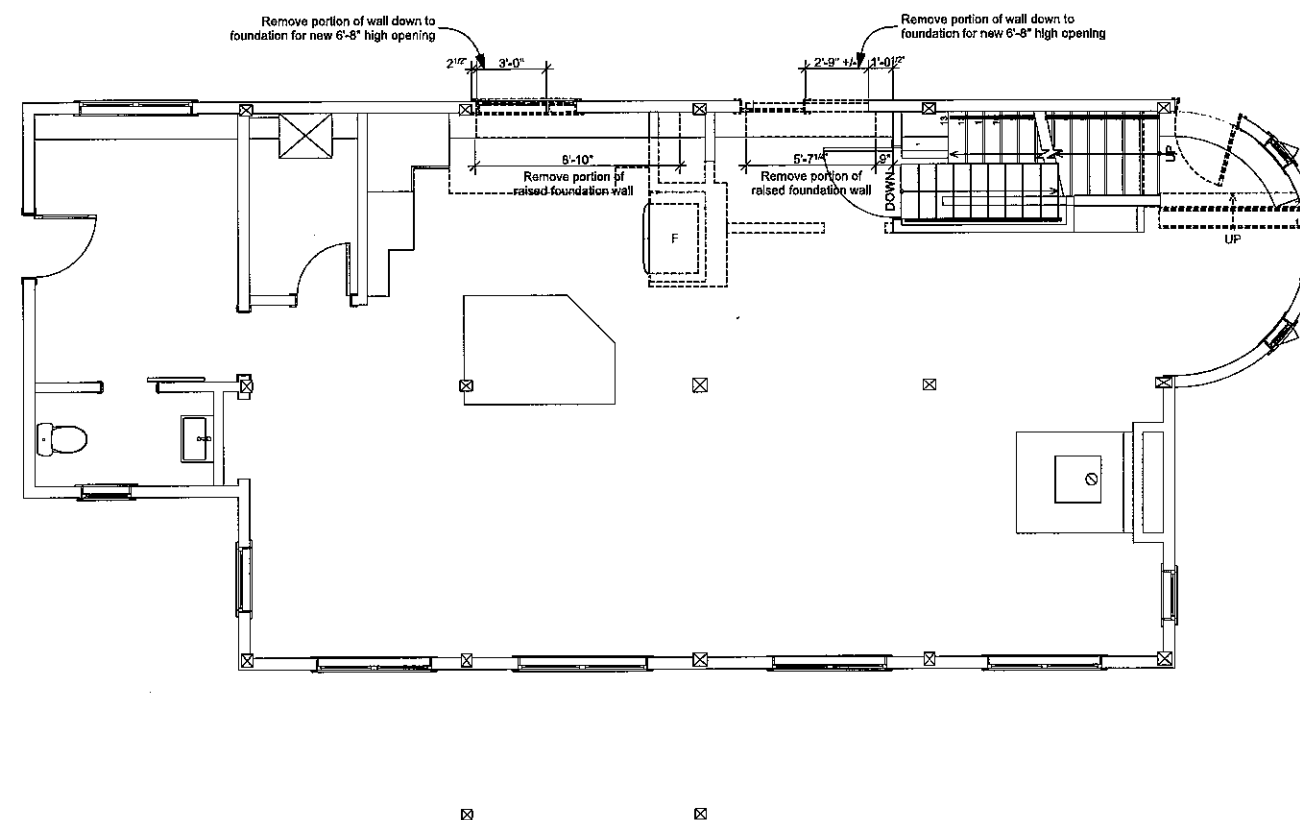 Remove portion of wall down to
foundation for new 6'-8" high opening
Remove portion of wall down to
foundation for new 6'-8" high opening
2 1/2"
3'-0"
2'-9" +/-
1'-0 1/2"
6'-10"
Remove portion of
raised foundation wall
5'-7 1/4"
9"
Remove portion of
raised foundation wall
DOWN
13
UP
UP
F